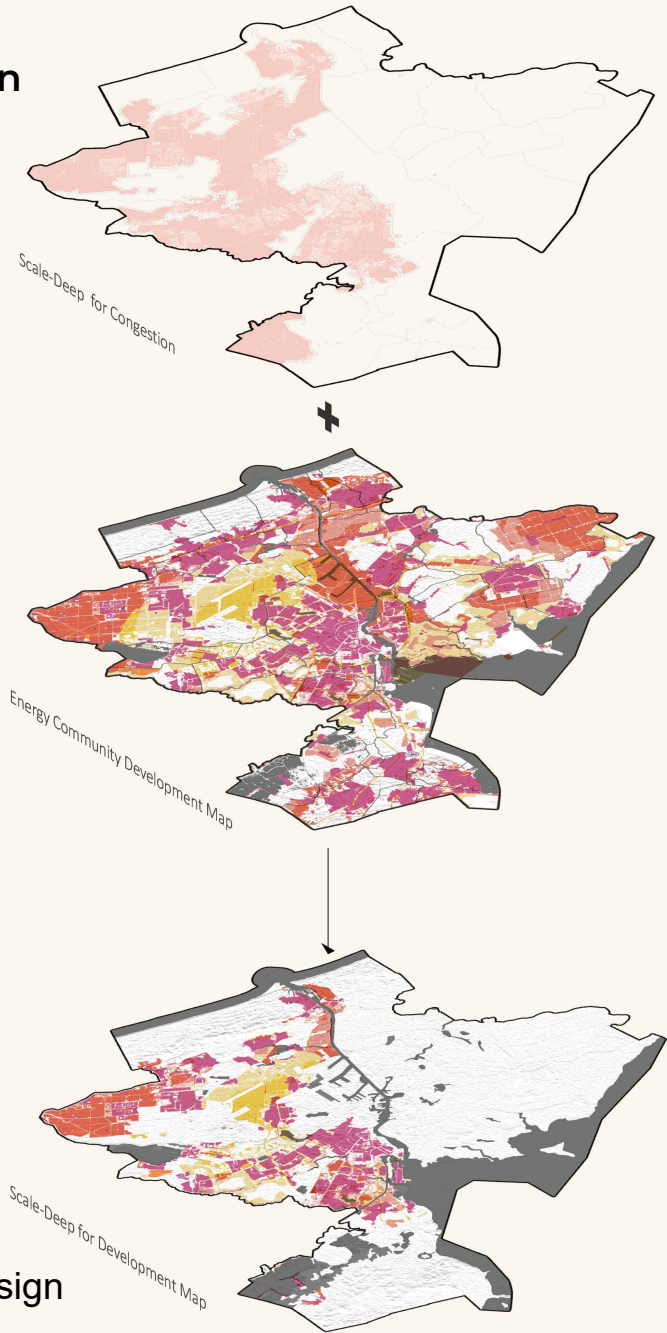 n
Scale-Deep for Congestion
+
Energy Community Development Map
Scale-Deep for Development Map
sign